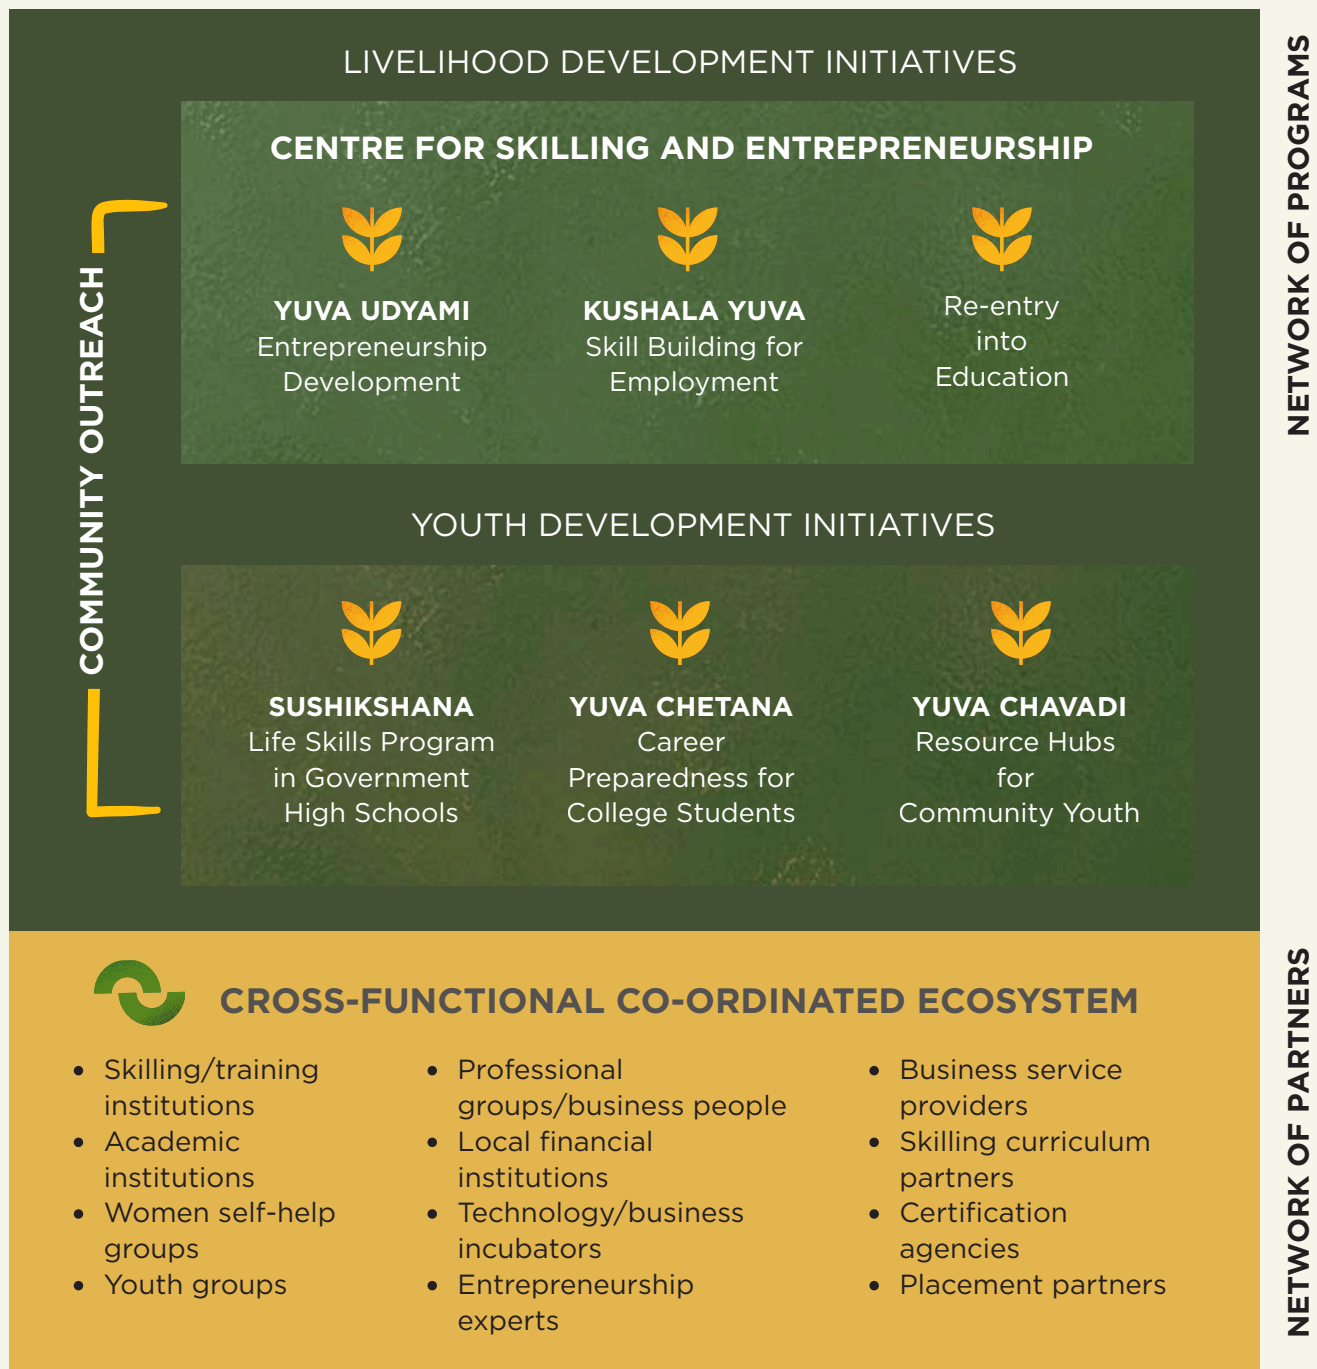 LIVELIHOOD DEVELOPMENT INITIATIVES
CENTRE FOR SKILLING AND ENTREPRENEURSHIP
YUVA UDYAMI
Entrepreneurship
Development
KUSHALA YUVA
Skill Building for
Employment
Re-entry
into
Education
YOUTH DEVELOPMENT INITIATIVES
SUSHIKSHANA
Life Skills Program
in Government
High Schools
YUVA CHETANA
Career
Preparedness for
College Students
YUVA CHAVADI
Resource Hubs
for
Community Youth
COMMUNITY OUTREACH
NETWORK OF PROGRAMS
CROSS-FUNCTIONAL CO-ORDINATED ECOSYSTEM
• Skilling/training
institutions
• Academic
institutions
• Women self-help
groups
• Youth groups
• Professional
groups/business people
• Local financial
institutions
• Technology/business
incubators
• Entrepreneurship
experts
• Business service
providers
• Skilling curriculum
partners
• Certification
agencies
• Placement partners
NETWORK OF PARTNERS